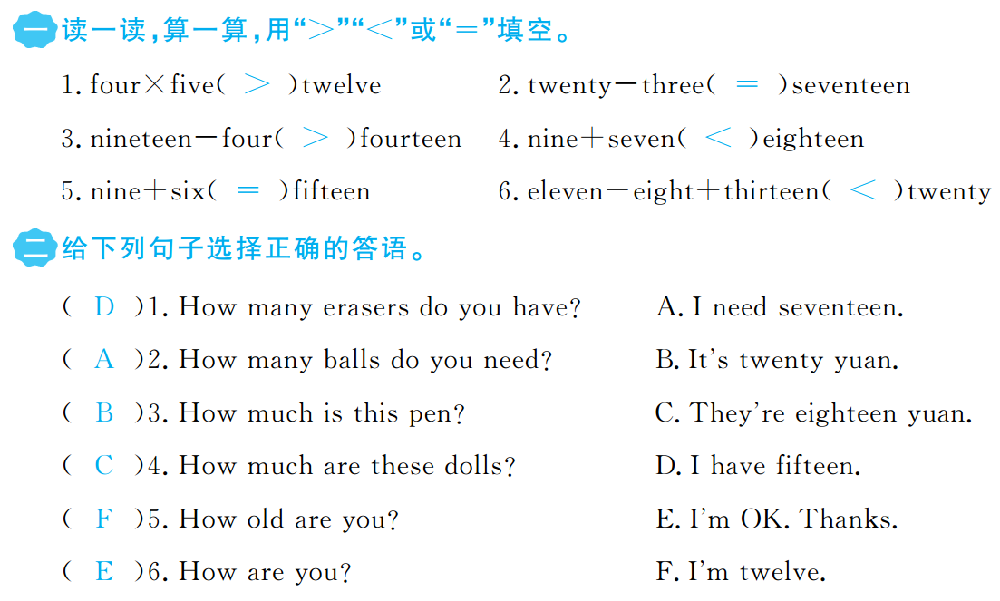 一 读一读,算一算,用“>”“<”或“=”填空。
1. four×five( > )twelve 2. twenty－three( = )seventeen
3. nineteen－four( > )fourteen 4. nine＋seven( < )eighteen
5. nine＋six( = )fifteen 6. eleven－eight＋thirteen( < )twenty
二 给下列句子选择正确的答语。
( D )1. How many erasers do you have? A. I need seventeen.
( A )2. How many balls do you need? B. It's twenty yuan.
( B )3. How much is this pen? C. They're eighteen yuan.
( C )4. How much are these dolls? D. I have fifteen.
( F )5. How old are you? E. I'm OK. Thanks.
( E )6. How are you? F. I'm twelve.